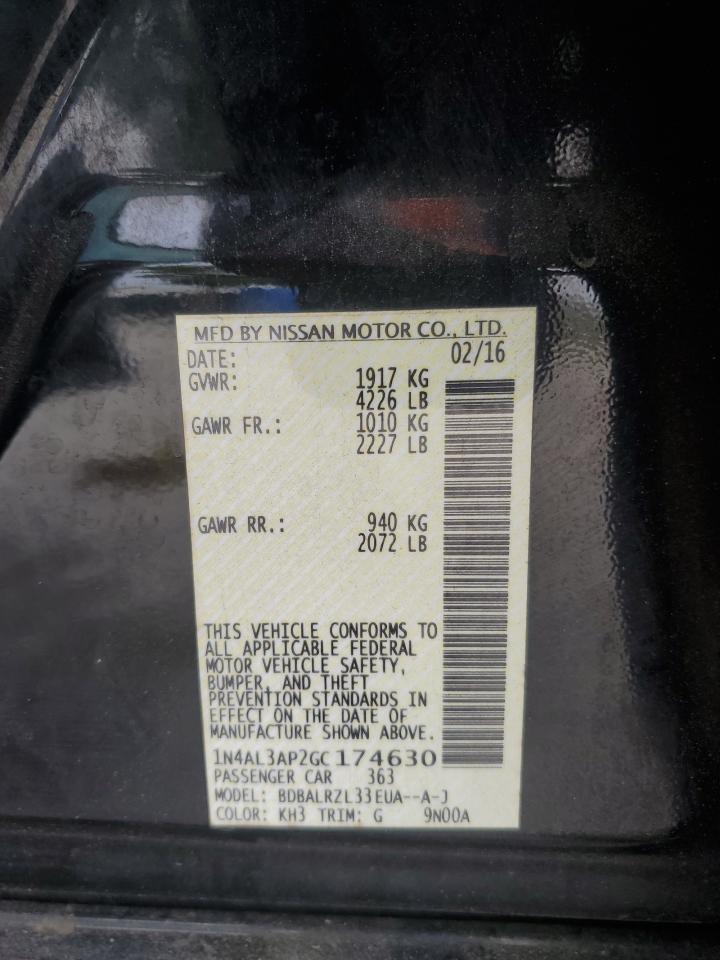 MFD BY NISSAN MOTOR CO., LTD.
DATE: 02/16
GVWR: 1917 KG
4226 LB
GAWR FR.: 1010 KG
2227 LB
GAWR RR.: 940 KG
2072 LB
THIS VEHICLE CONFORMS TO
ALL APPLICABLE FEDERAL
MOTOR VEHICLE SAFETY,
BUMPER, AND THEFT
PREVENTION STANDARDS IN
EFFECT ON THE DATE OF
MANUFACTURE SHOWN ABOVE.
1N4AL3AP2GC174630
PASSENGER CAR 363
MODEL: BDBALRZL33EUA--A-J
COLOR: KH3 TRIM: G 9N00A